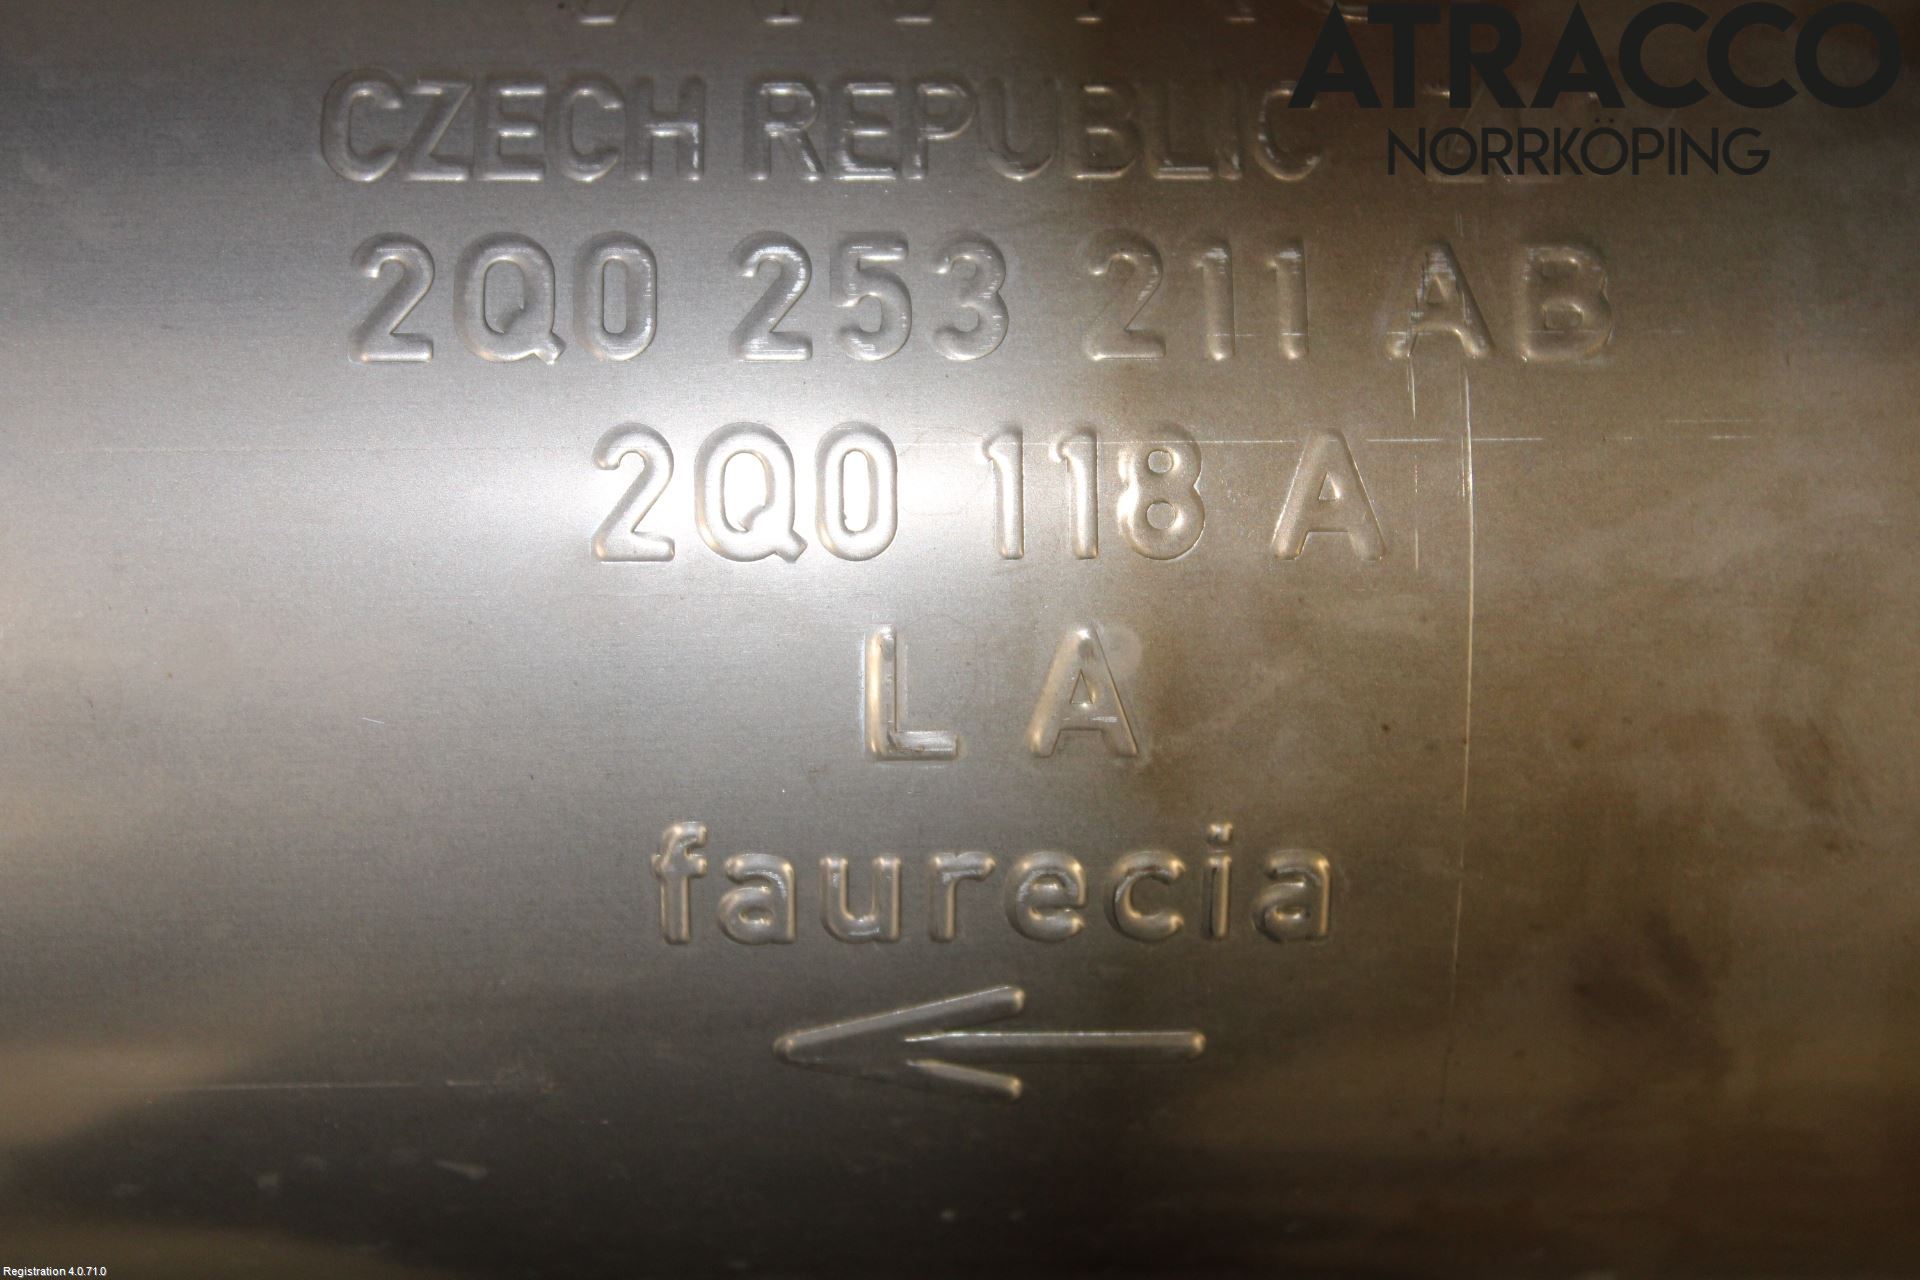 ATRACCO
NORRKÖPING
CZECH REPUBLIC
2Q0 253 211 AB
2Q0 118 A
L A
faurecia
Registration 4.0.71.0